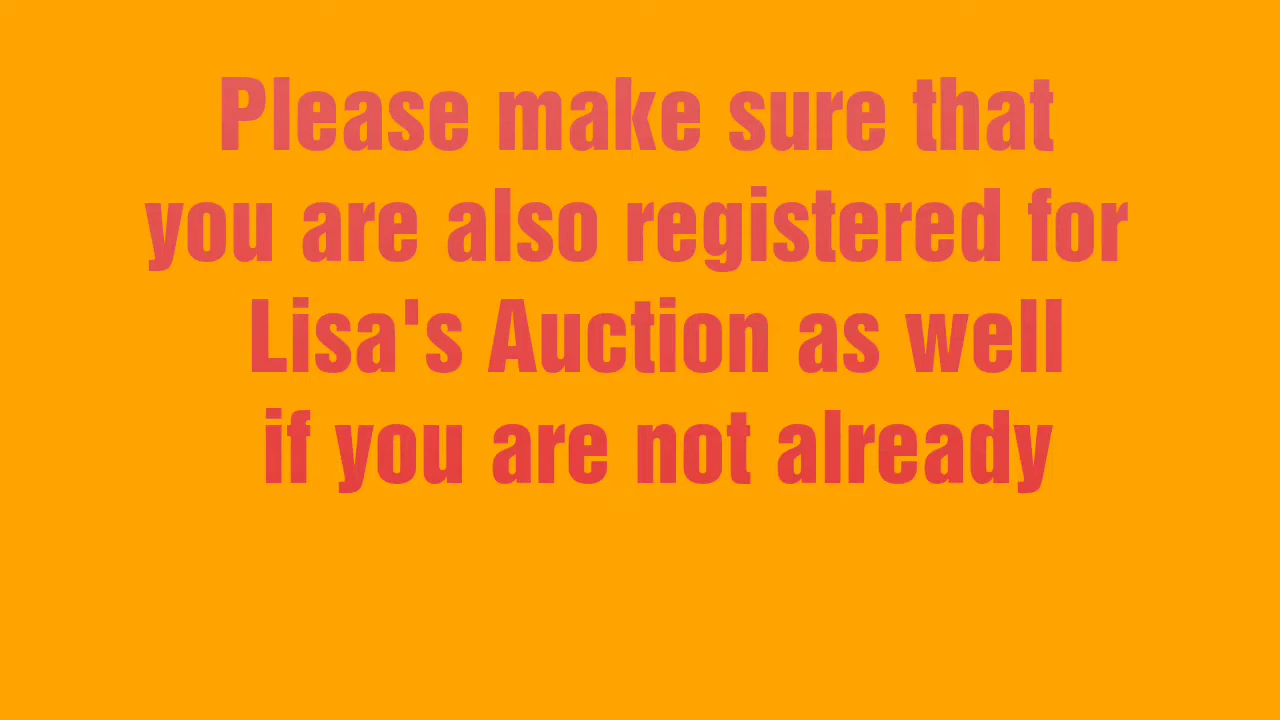 Please make sure that
you are also registered for
Lisa's Auction as well
if you are not already